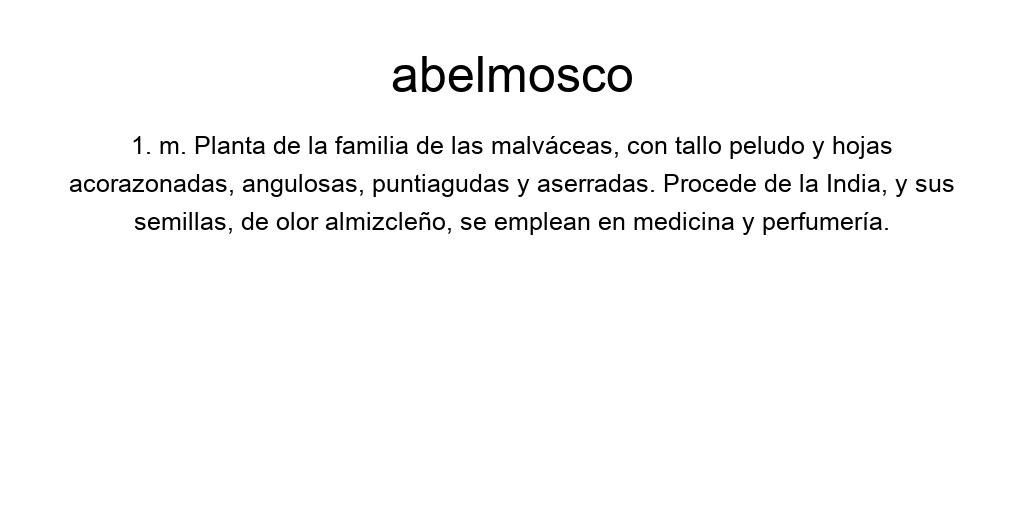 abelmosco
1. m. Planta de la familia de las malváceas, con tallo peludo y hojas
acorazonadas, angulosas, puntiagudas y aserradas. Procede de la India, y sus
semillas, de olor almizcleño, se emplean en medicina y perfumería.